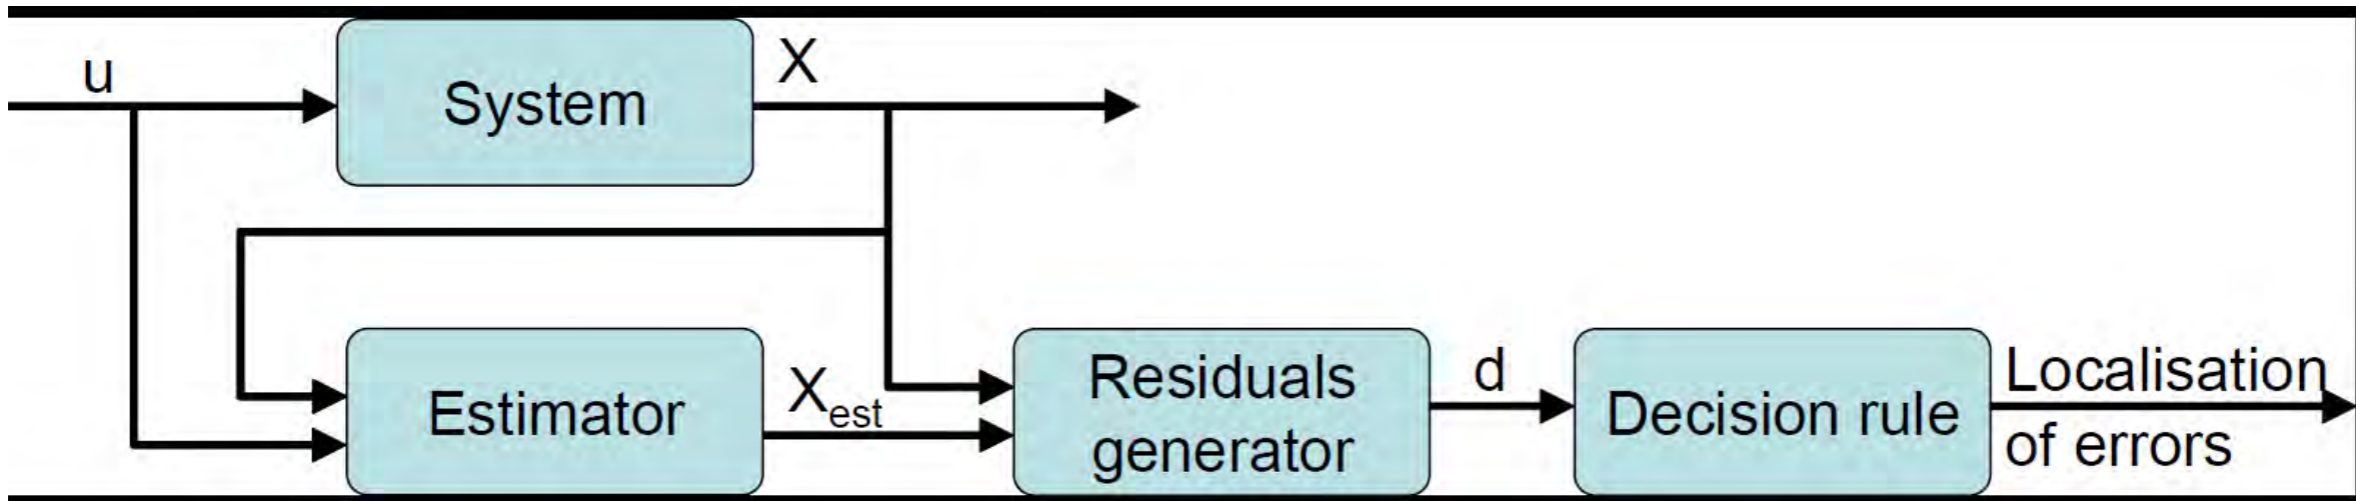 u
System
X
Estimator
Xest
Residuals
generator
d
Decision rule
Localisation
of errors